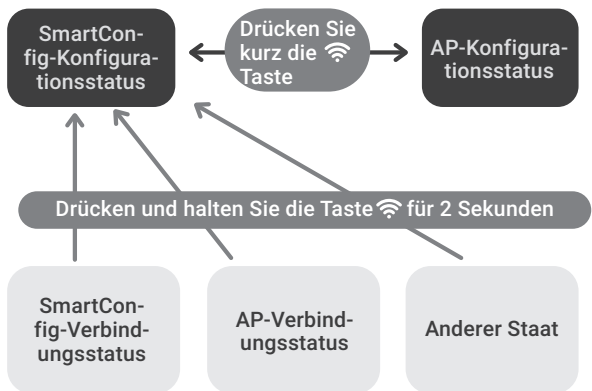 SmartCon-
fig-Konfigura-
tionsstatus
Drücken Sie
kurz die
Taste
AP-Konfigura-
tionsstatus
Drücken und halten Sie die Taste für 2 Sekunden
SmartCon-
fig-Verbind-
ungsstatus
AP-Verbind-
ungsstatus
Anderer Staat